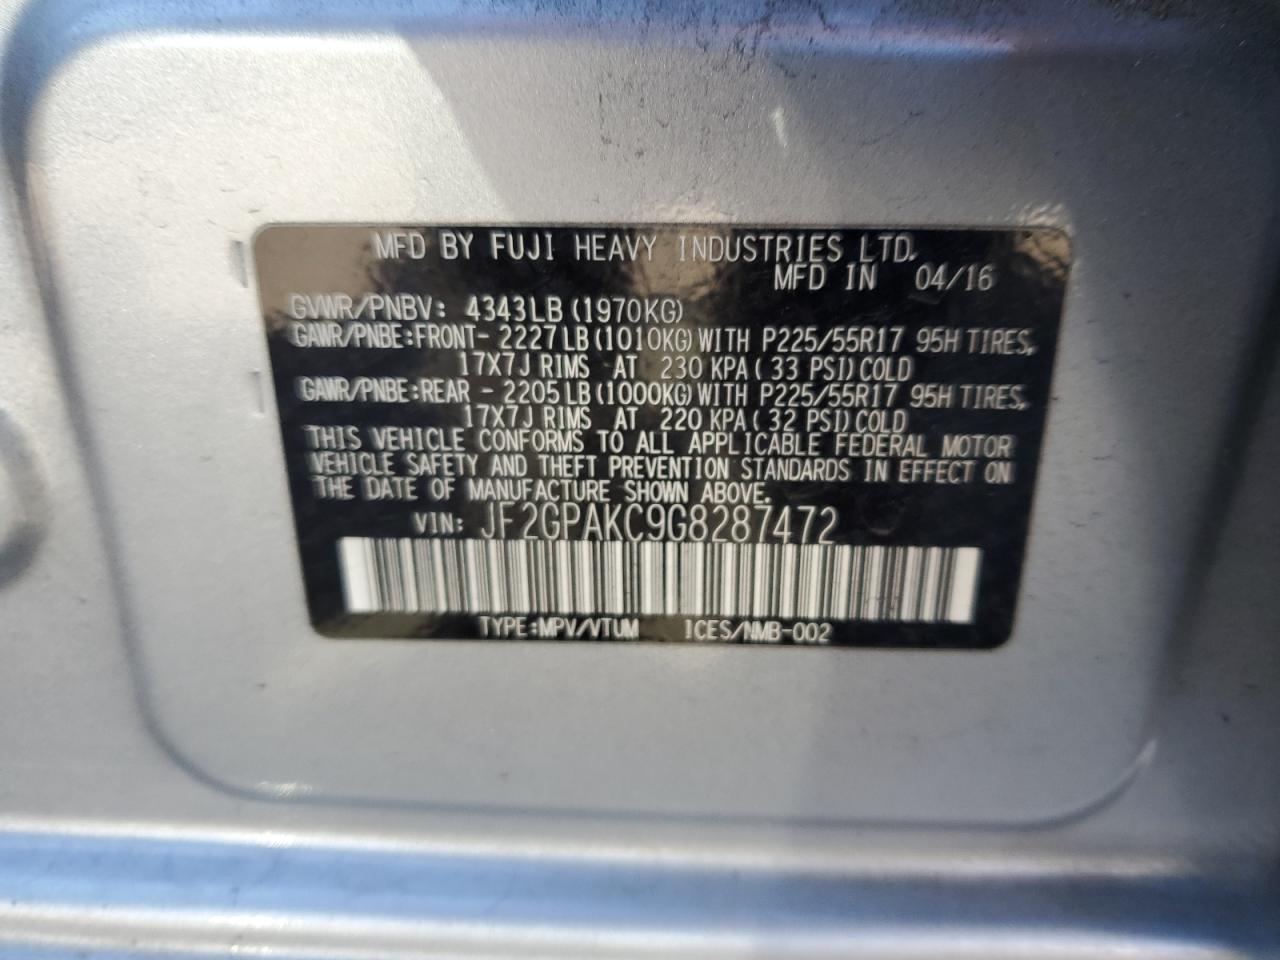 MFD BY FUJI HEAVY INDUSTRIES LTD.
MFD IN 04/16
GVWR/PNBV: 4343LB(1970KG)
GAWR/PNBE:FRONT- 2227LB(1010KG)WITH P225/55R17 95H TIRES,
17X7J RIMS AT 230 KPA(33 PSI)COLD
GAWR/PNBE:REAR - 2205LB(1000KG)WITH P225/55R17 95H TIRES,
17X7J RIMS AT 220 KPA(32 PSI)COLD
THIS VEHICLE CONFORMS TO ALL APPLICABLE FEDERAL MOTOR
VEHICLE SAFETY AND THEFT PREVENTION STANDARDS IN EFFECT ON
THE DATE OF MANUFACTURE SHOWN ABOVE.
VIN: JF2GPAKC9G8287472
TYPE:MPV/VTUM ICES/NMB-002